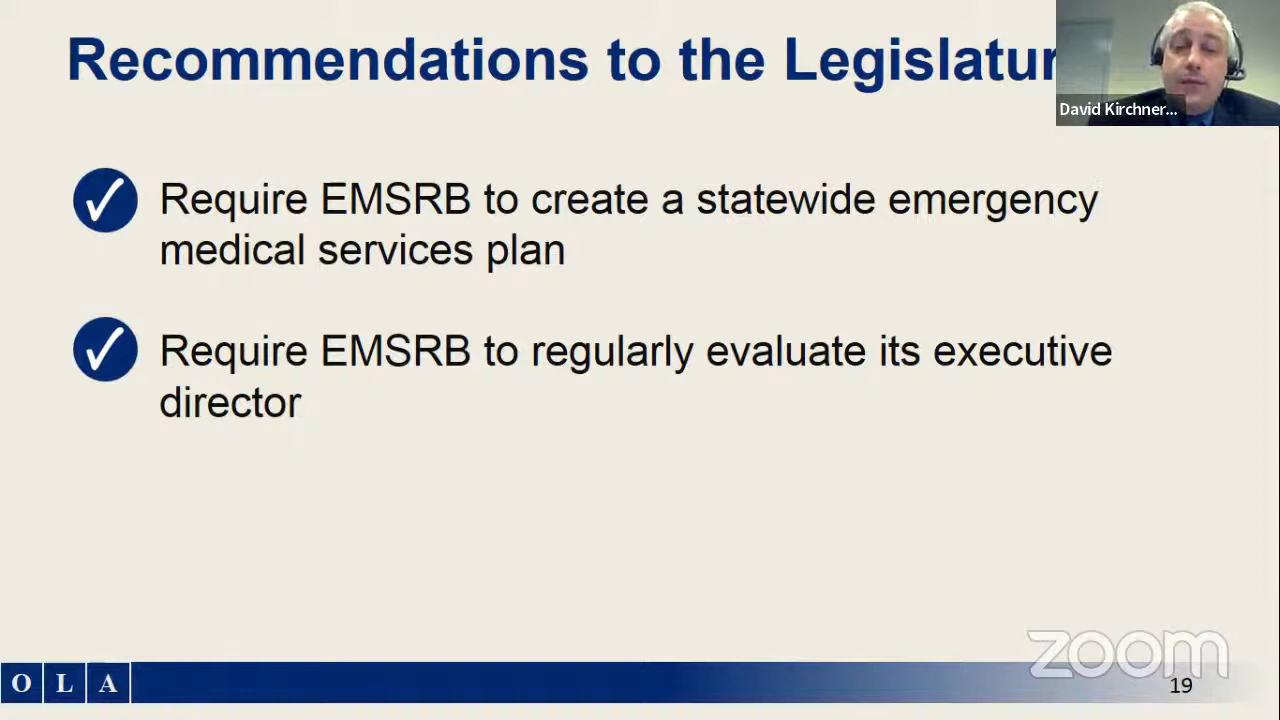 Recommendations to the Legislatur
David Kirchner...
Require EMSRB to create a statewide emergency
medical services plan
Require EMSRB to regularly evaluate its executive
director
zoom
O L A
19